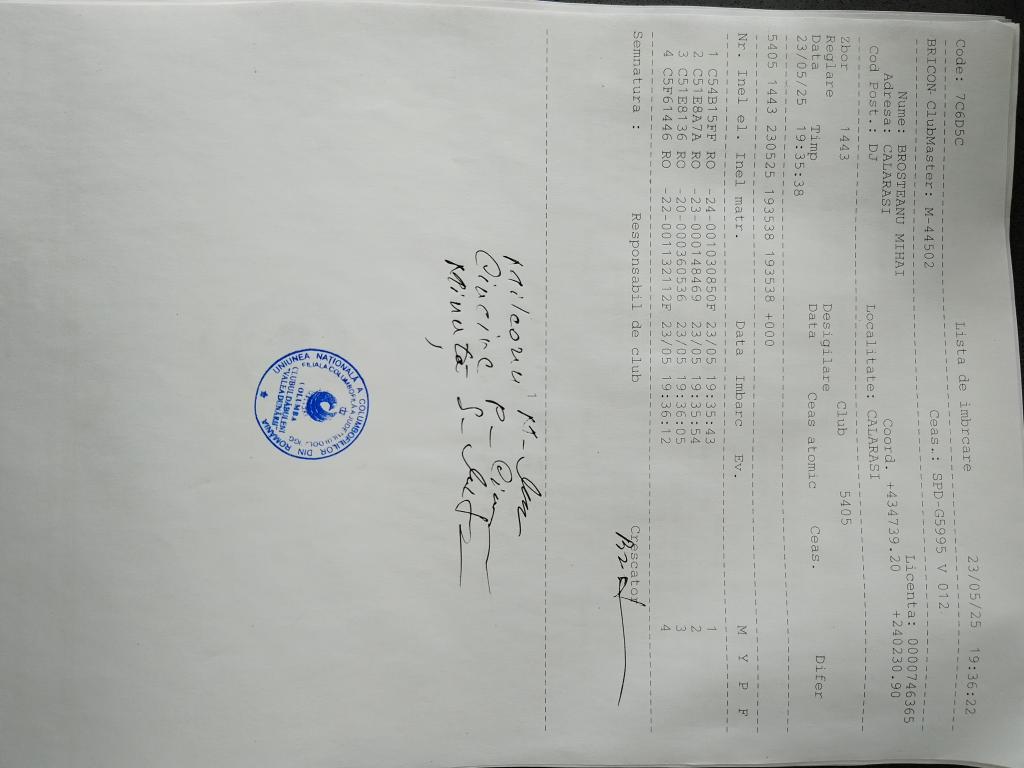 Code: 7C6D5C Lista de imbrcare 23/05/25 19:36:22
BRICON ClubMaster: M-44502 Ceas.: SPD-G5995 V 012
Nume: BROSTEANU MIHAI Licenta: 0000746365
Adresa: CALARASI Coord. +434739.20 +240230.90
Cod Post.: DJ Localitate: CALARASI
Zbor 1443 Club 5405
Reglare Desigilare
Data Timp Data Ceas atomic Ceas. Difer
23/05/25 19:35:38
5405 1443 230525 193538 193538 +000
Nr. Inel el. Inel matr. Data Imbarc Ev. M Y P F
1 C54B15FF RO -24-001030850F 23/05 19:35:43 1
2 C51E8A7A RO -23-000148469 23/05 19:35:54 2
3 C51E8136 RO -20-000360536 23/05 19:36:05 3
4 C5F61446 RO -22-001132112F 23/05 19:36:12 4
Semnatura : Responsabil de club Crescator
P-
Minută S-
UNIUNEA NATIONALA A COLUMBOFILILOR DIN ROMANIA
FILIALA COLUMBOFILA
COLUMBA
CLUBUL DABULENI